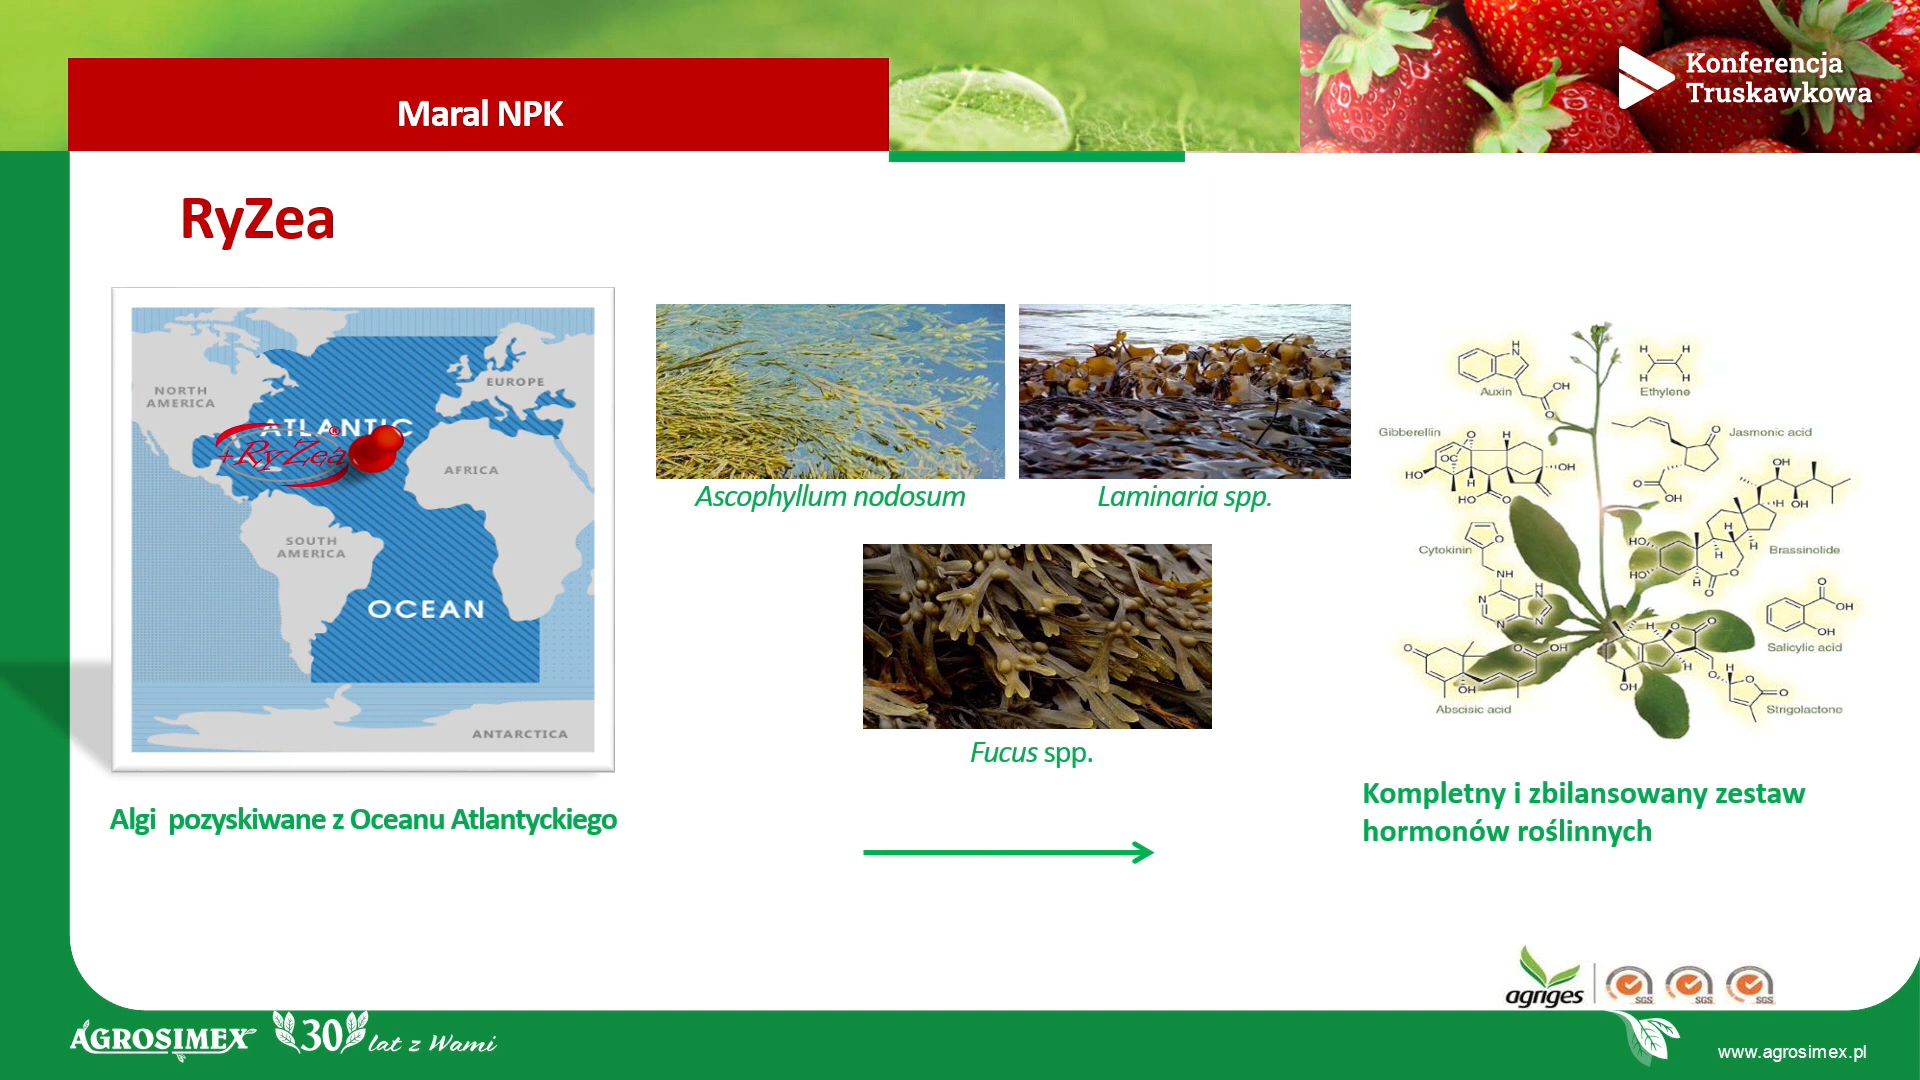 Maral NPK
Konferencja
Truskawkowa
RyZea
NORTH
AMERICA
EUROPE
ATLANTIC
+RyZea®
AFRICA
SOUTH
AMERICA
OCEAN
ANTARCTICA
Algi pozyskiwane z Oceanu Atlantyckiego
Ascophyllum nodosum
Laminaria spp.
Fucus spp.
Auxin
Ethylene
Gibberellin
Jasmonic acid
Cytokinin
Brassinolide
Salicylic acid
Abscisic acid
Strigolactone
Kompletny i zbilansowany zestaw
hormonów roślinnych
agriges
SGS
SGS
SGS
AGROSIMEX
30 lat z Wami
www.agrosimex.pl